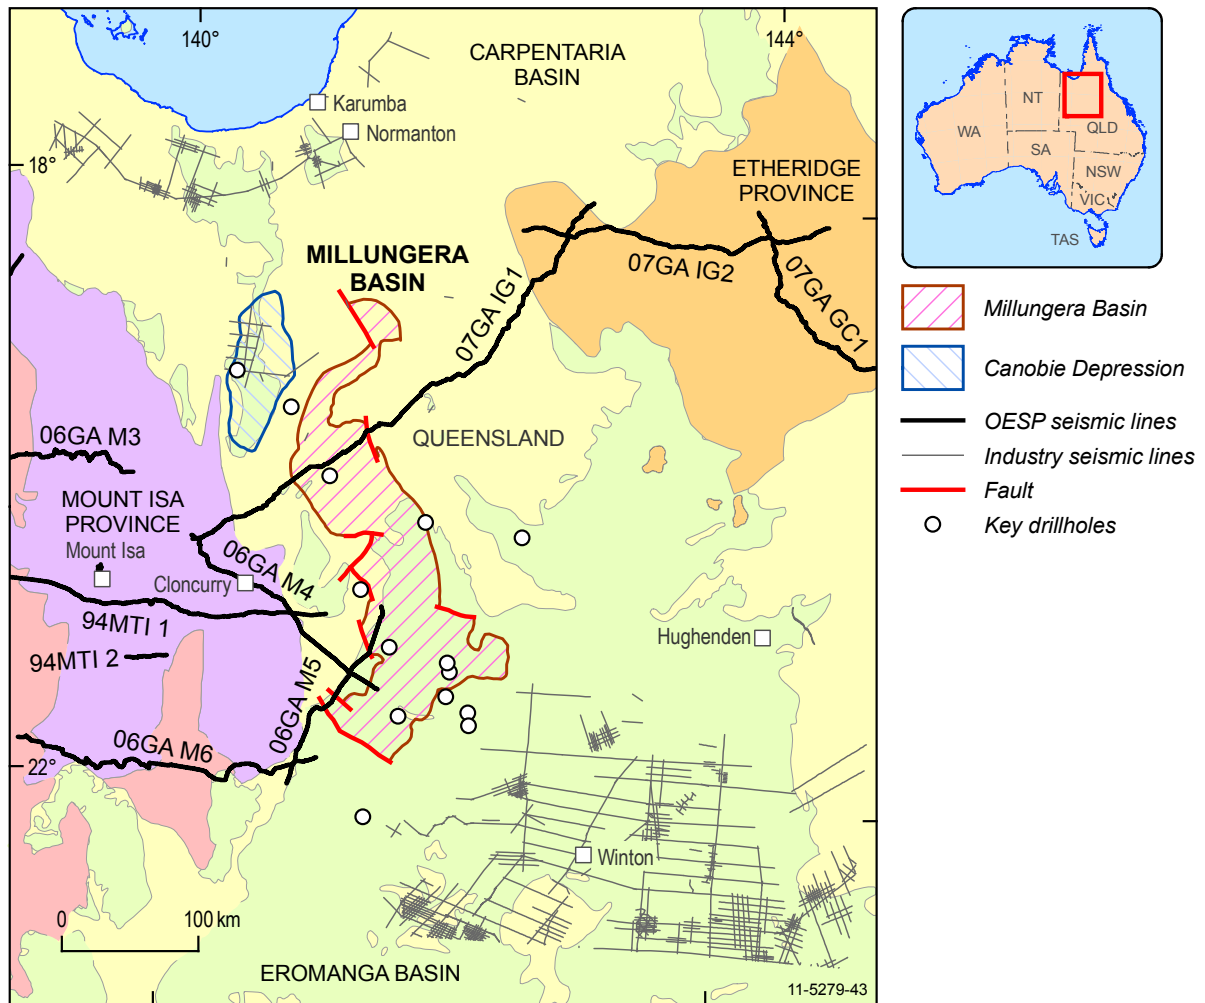 140°
144°
CARPENTARIA
BASIN
Karumba
Normanton
18°
ETHERIDGE
PROVINCE
MILLUNGERA
BASIN
07GA IG1
07GA IG2
07GA GC1
06GA M3
QUEENSLAND
MOUNT ISA
PROVINCE
Mount Isa
Cloncurry
06GA M4
94MTI 1
94MTI 2
Hughenden
06GA M5
06GA M6
22°
Winton
0
100 km
EROMANGA BASIN
11-5279-43
WA
NT
QLD
SA
NSW
VIC
TAS
Millungera Basin
Canobie Depression
OESP seismic lines
Industry seismic lines
Fault
Key drillholes